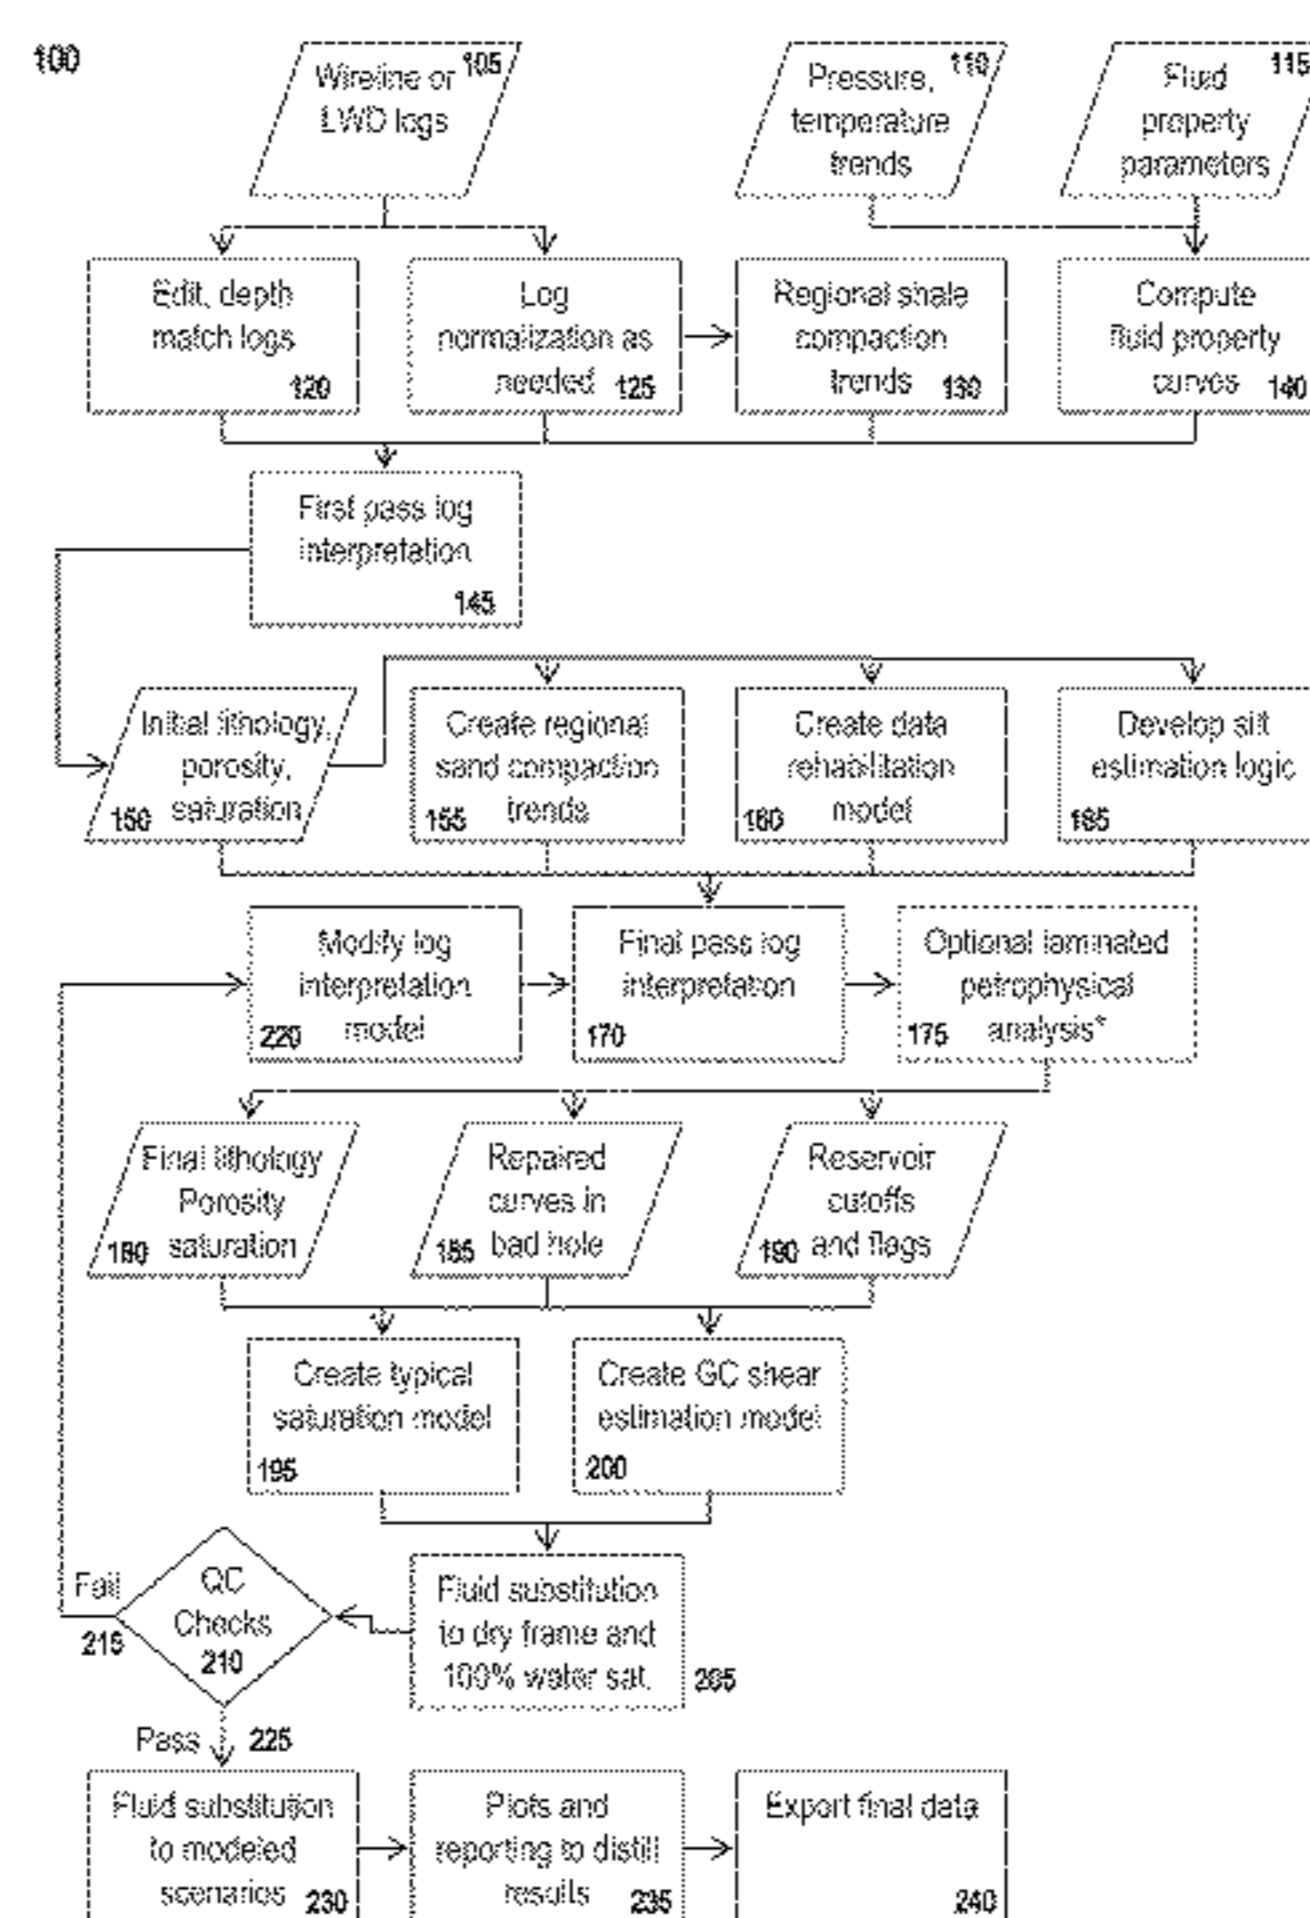 100
Wireline or 105
LWD logs
Pressure, 110
temperature
trends
Fluid 115
property
parameters
Edit, depth
match logs
120
Log
normalization as
needed 125
Regional shale
compaction
trends 130
Compute
fluid property
curves 140
First pass log
interpretation
145
Initial lithology,
porosity,
150 saturation
Create regional
sand compaction
155 trends
Create data
rehabilitation
160 model
Develop silt
estimation logic
165
Modify log
interpretation
220 model
Final pass log
interpretation
170
Optional laminated
petrophysical
175 analysis*
Final lithology
Porosity
180 saturation
Repaired
curves in
185 bad hole
Reservoir
cutoffs
190 and flags
Create typical
saturation model
195
Create GC shear
estimation model
200
Fail
215
QC
Checks
210
Fluid substitution
to dry frame and
100% water sat. 205
Pass 225
Fluid substitution
to modeled
scenarios 230
Plots and
reporting to distill
results 235
Export final data
240